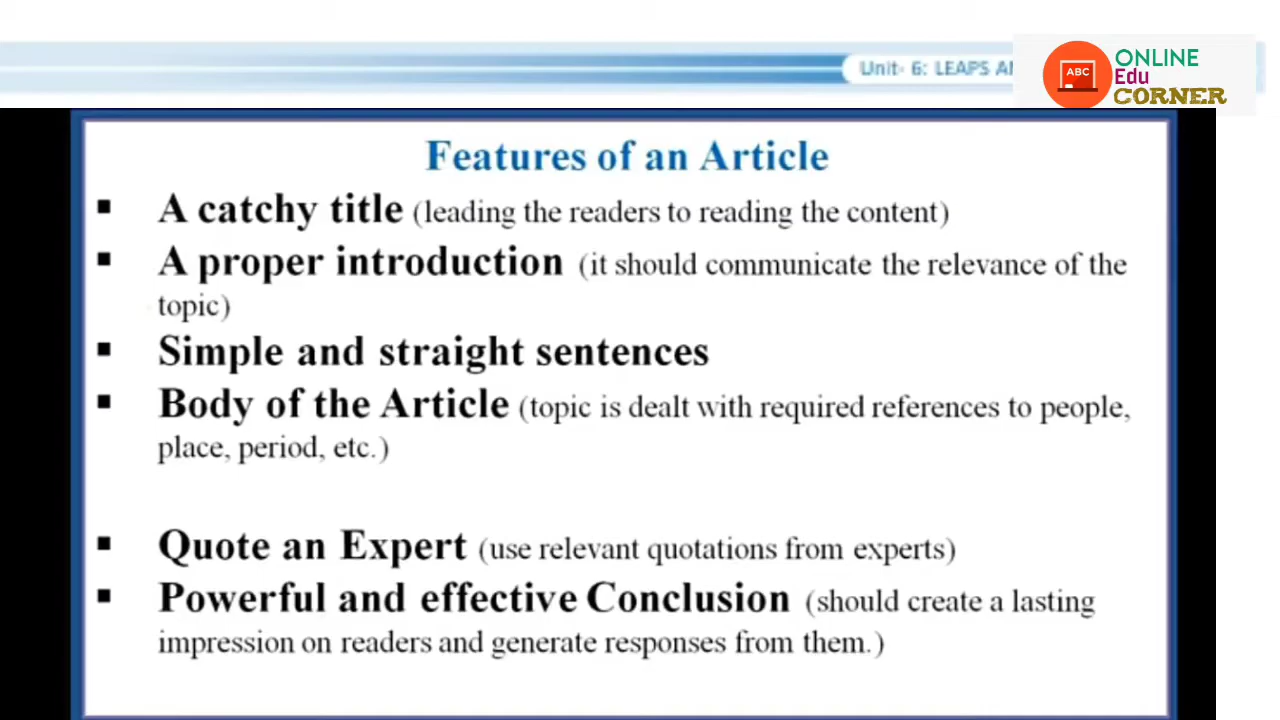 Unit- 6: LEAPS
ABC
ONLINE
Edu
CORNER
Features of an Article
▪ A catchy title (leading the readers to reading the content)
▪ A proper introduction (it should communicate the relevance of the
topic)
▪ Simple and straight sentences
▪ Body of the Article (topic is dealt with required references to people,
place, period, etc.)
▪ Quote an Expert (use relevant quotations from experts)
▪ Powerful and effective Conclusion (should create a lasting
impression on readers and generate responses from them.)